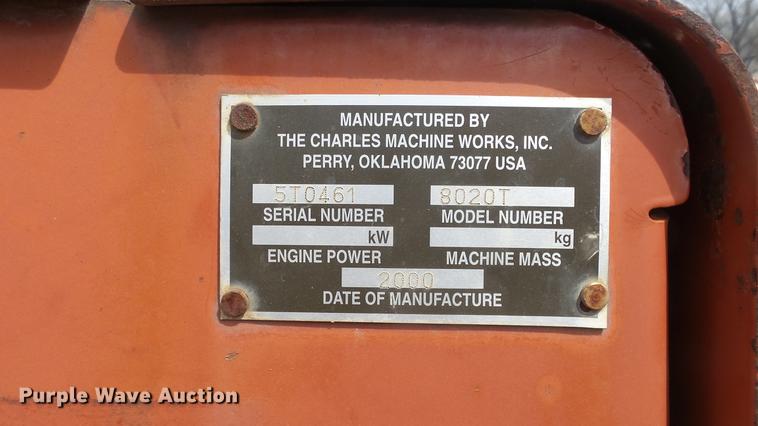 MANUFACTURED BY
THE CHARLES MACHINE WORKS, INC.
PERRY, OKLAHOMA 73077 USA
5T0461 8020T
SERIAL NUMBER MODEL NUMBER
kW kg
ENGINE POWER MACHINE MASS
2000
DATE OF MANUFACTURE
Purple Wave Auction